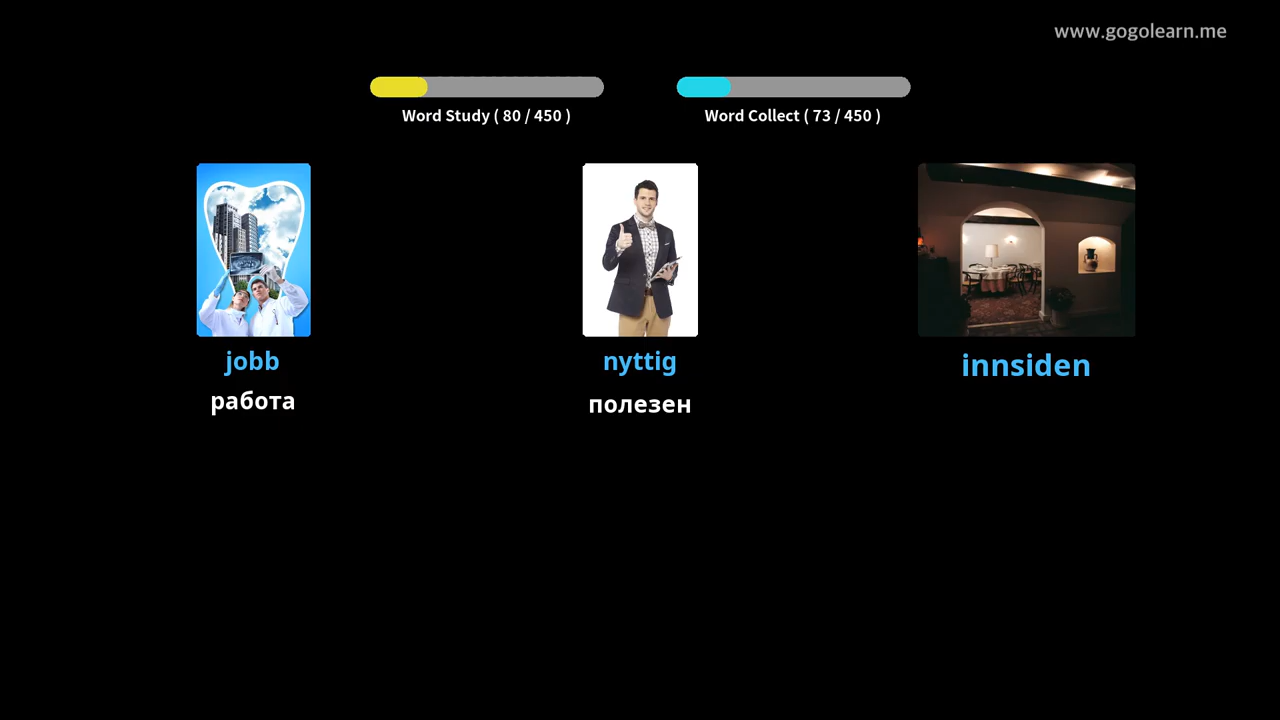 www.gogolearn.me
Word Study ( 80 / 450 )
Word Collect ( 73 / 450 )
jobb
nyttig
innsiden
работа
полезен